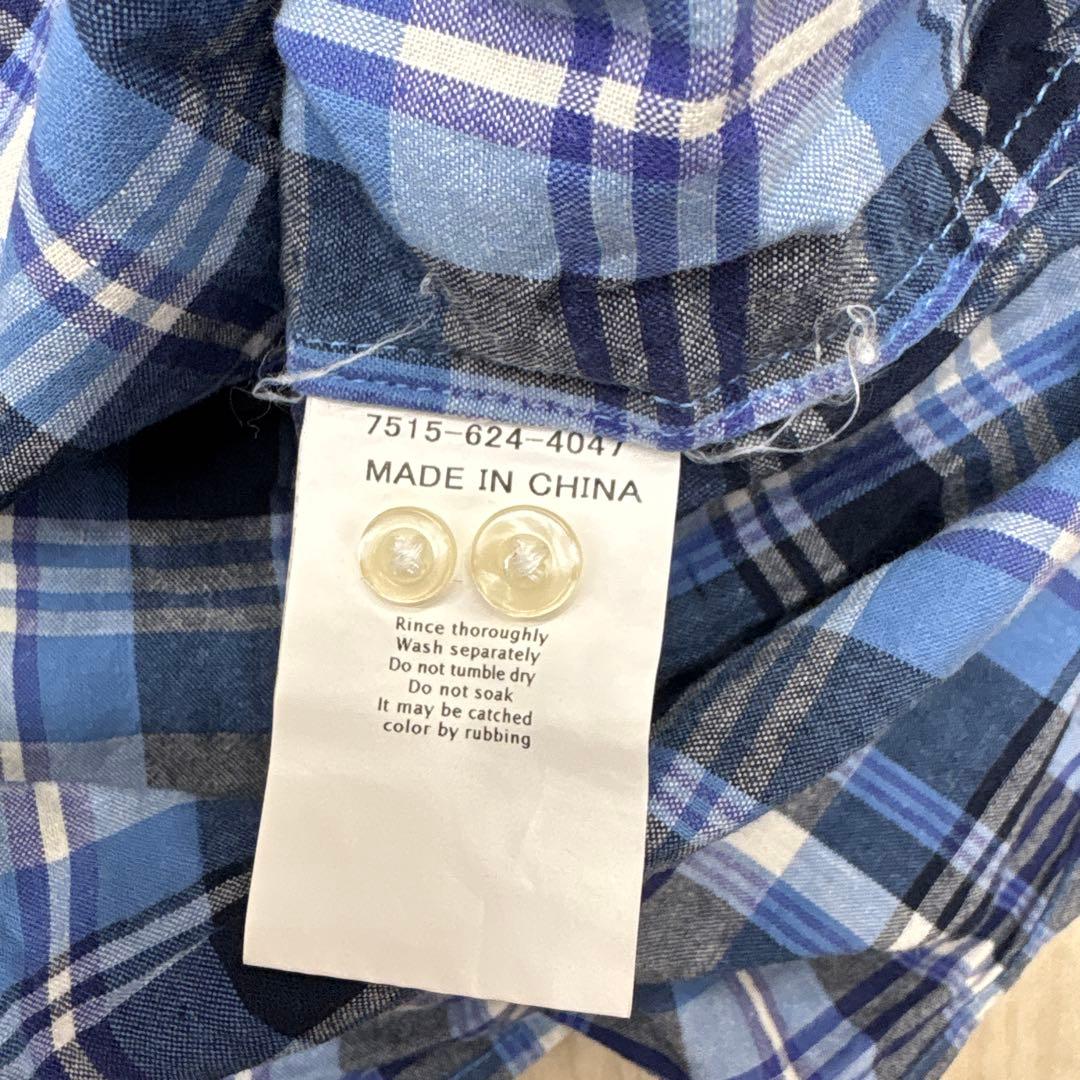 7515-624-4047
MADE IN CHINA
Rince thoroughly
Wash separately
Do not tumble dry
Do not soak
It may be catched
color by rubbing